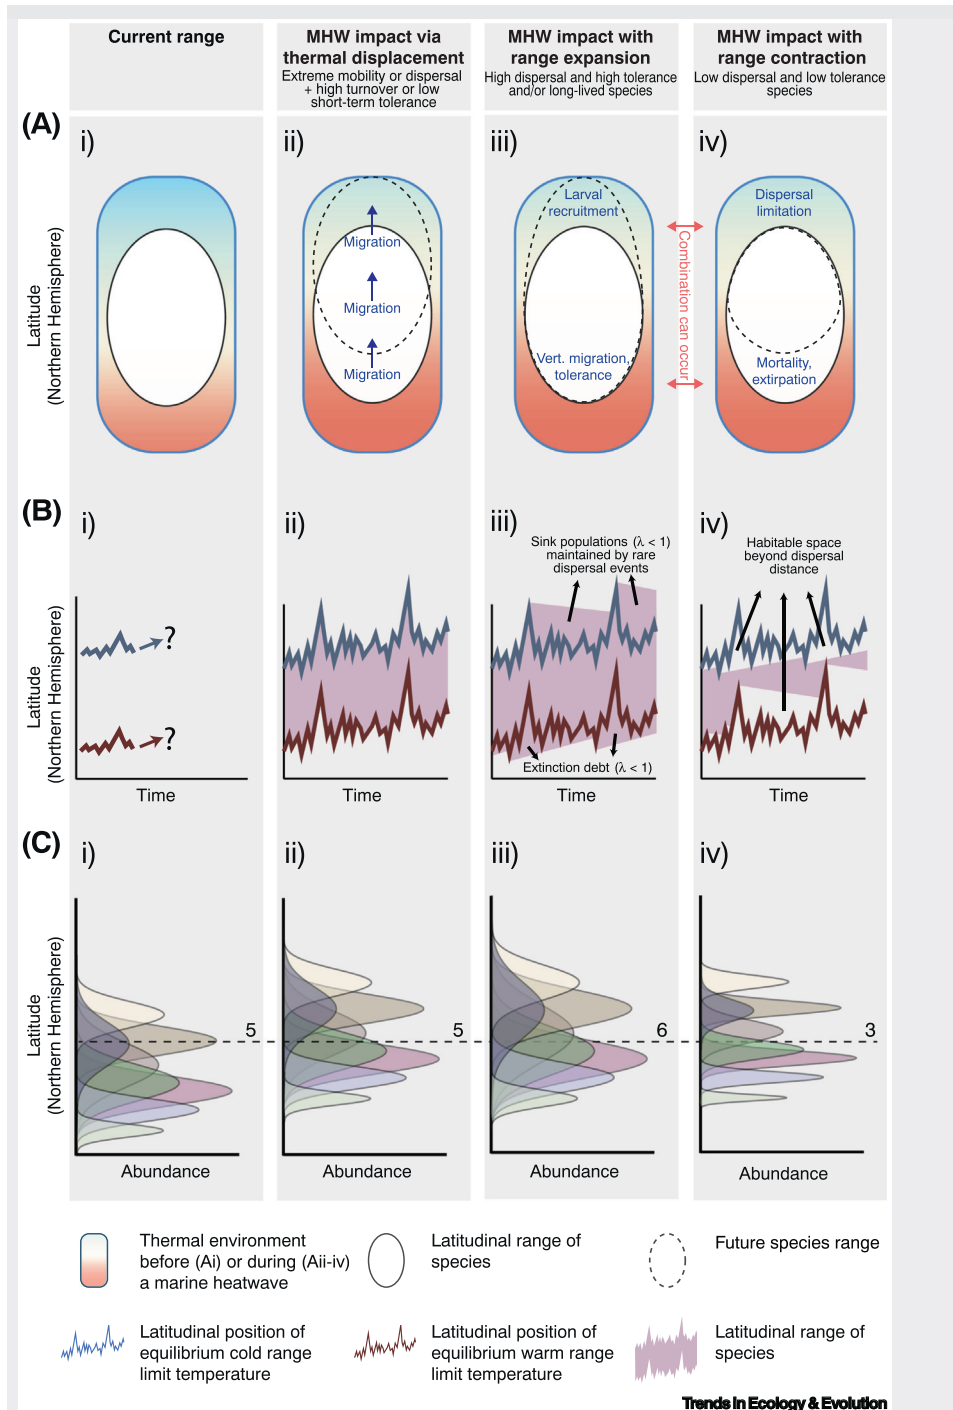 Current range
MHW impact via
thermal displacement
Extreme mobility or dispersal
+ high turnover or low
short-term tolerance
MHW impact with
range expansion
High dispersal and high tolerance
and/or long-lived species
MHW impact with
range contraction
Low dispersal and low tolerance
species
(A)
i)
ii)
iii)
iv)
Latitude
(Northern Hemisphere)
Migration
Migration
Migration
Larval
recruitment
Vert. migration,
tolerance
Combination can occur
Dispersal
limitation
Mortality,
extirpation
(B)
i)
ii)
iii)
iv)
Latitude
(Northern Hemisphere)
?
?
Time
Time
Sink populations (λ < 1)
maintained by rare
dispersal events
Extinction debt (λ < 1)
Time
Habitable space
beyond dispersal
distance
Time
(C)
i)
ii)
iii)
iv)
Latitude
(Northern Hemisphere)
5
5
6
3
Abundance
Abundance
Abundance
Abundance
Thermal environment
before (Ai) or during (Aii-iv)
a marine heatwave
Latitudinal range of
species
Future species range
Latitudinal position of
equilibrium cold range
limit temperature
Latitudinal position of
equilibrium warm range
limit temperature
Latitudinal range of
species
Trends in Ecology & Evolution